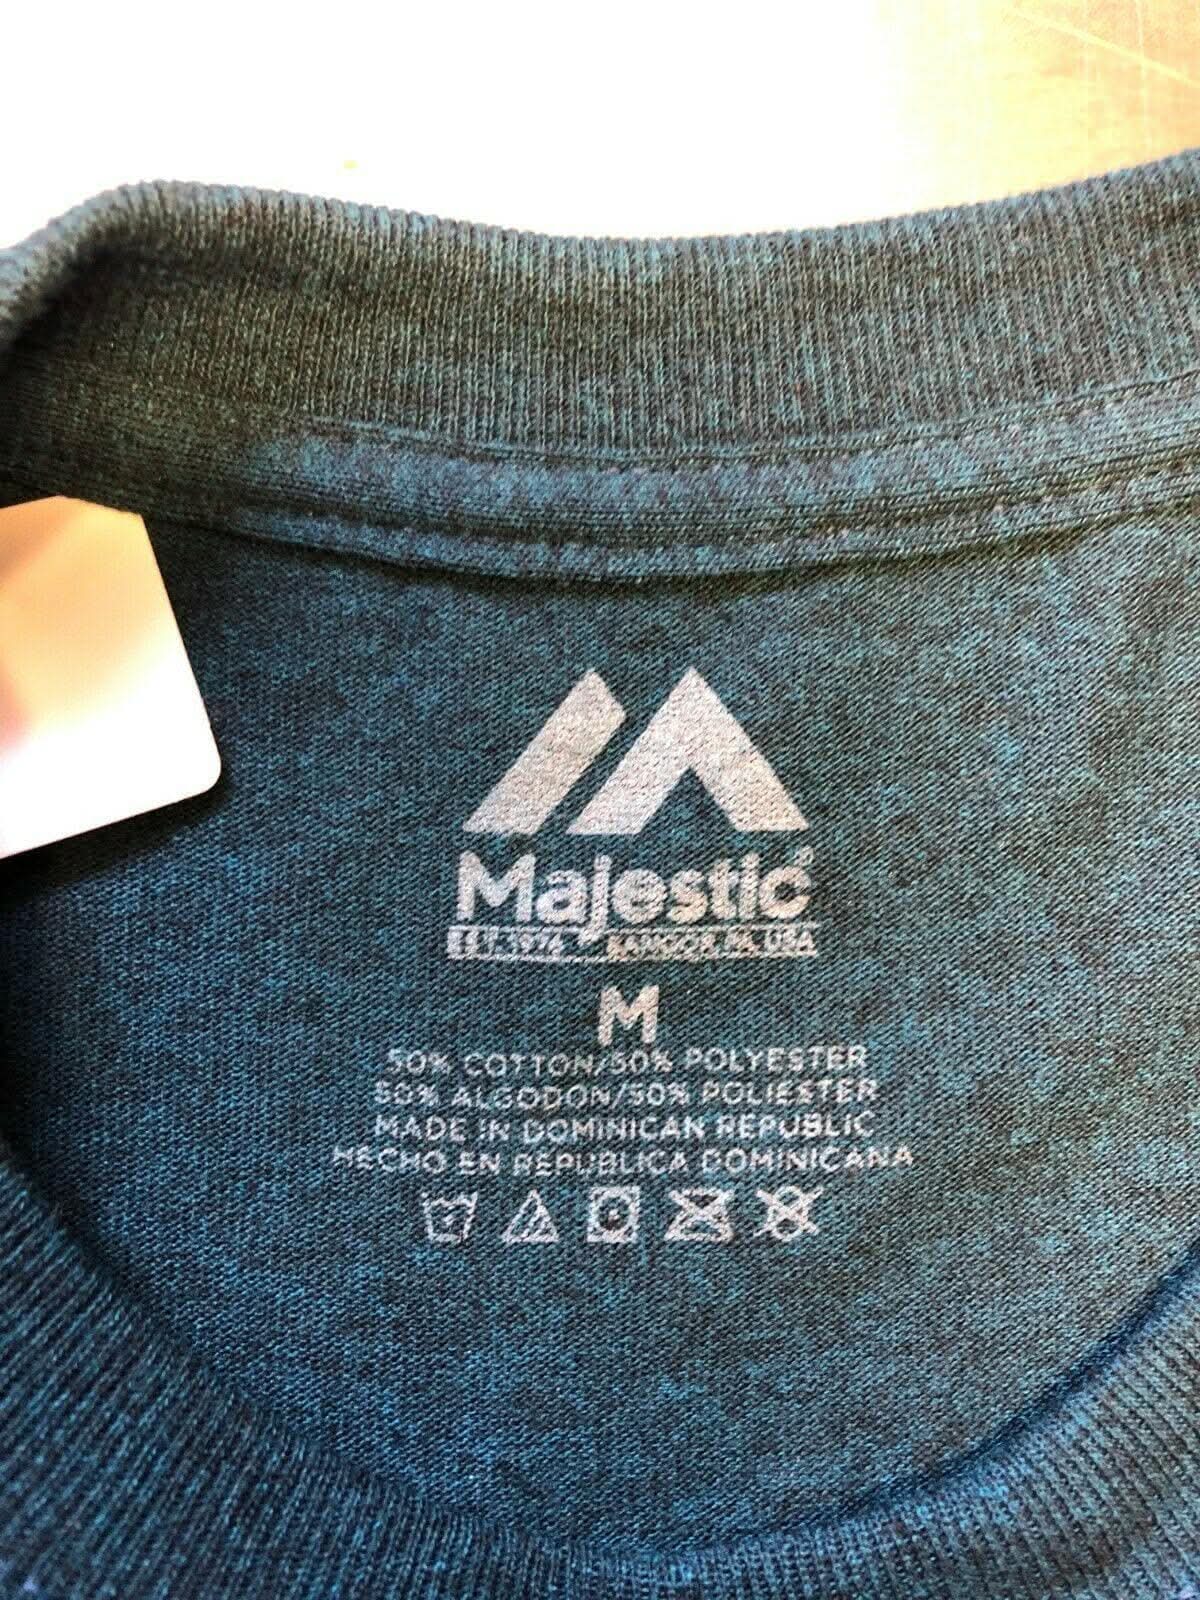 Majestic
EST. 1976 BANGOR, PA, USA
M
50% COTTON/50% POLYESTER
50% ALGODON/50% POLIESTER
MADE IN DOMINICAN REPUBLIC
HECHO EN REPUBLICA DOMINICANA